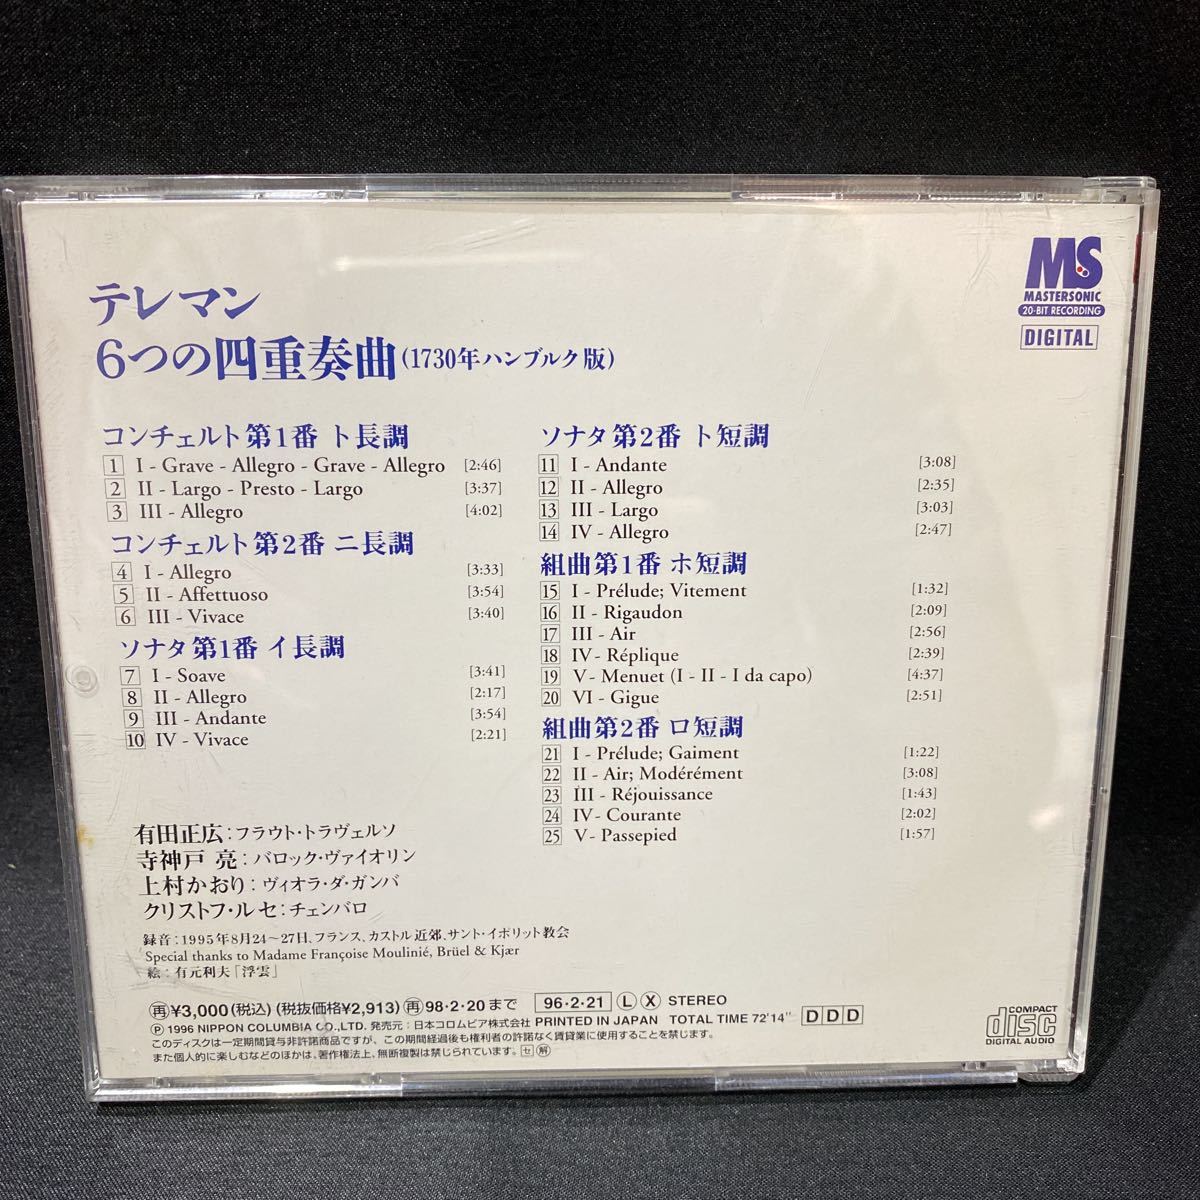 MS
MASTERSONIC
20-BIT RECORDING
DIGITAL
テレマン
6つの四重奏曲(1730年ハンブルク版)
コンチェルト第1番 ト長調
1 I - Grave - Allegro - Grave - Allegro [2:46]
2 II - Largo - Presto - Largo [3:37]
3 III - Allegro [4:02]
コンチェルト第2番 ニ長調
4 I - Allegro [3:33]
5 II - Affettuoso [3:54]
6 III - Vivace [3:40]
ソナタ第1番 イ長調
7 I - Soave [3:41]
8 II - Allegro [2:17]
9 III - Andante [3:54]
10 IV - Vivace [2:21]
ソナタ第2番 ト短調
11 I - Andante [3:08]
12 II - Allegro [2:35]
13 III - Largo [3:03]
14 IV - Allegro [2:47]
組曲第1番 ホ短調
15 I - Prélude; Vitement [1:32]
16 II - Rigaudon [2:09]
17 III - Air [2:56]
18 IV - Réplique [2:39]
19 V - Menuet (I - II - I da capo) [4:37]
20 VI - Gigue [2:51]
組曲第2番 ロ短調
21 I - Prélude; Gaiment [1:22]
22 II - Air; Modérément [3:08]
23 III - Réjouissance [1:43]
24 IV - Courante [2:02]
25 V - Passepied [1:57]
有田正広:フラウト・トラヴェルソ
寺神戸 亮:バロック・ヴァイオリン
上村かおり:ヴィオラ・ダ・ガンバ
クリストフ・ルセ:チェンバロ
録音:1995年8月24〜27日、フランス、カストル近郊、サント・イポリット教会
Special thanks to Madame Françoise Moulinié, Brüel & Kjær
絵:有元利夫「浮雲」
㊢¥3,000(税込)(税抜価格¥2,913)㊢98・2・20まで 96・2・21 Ⓛ Ⓧ STEREO
Ⓟ 1996 NIPPON COLUMBIA CO.,LTD. 発売元:日本コロムビア株式会社 PRINTED IN JAPAN TOTAL TIME 72'14" DDD
このディスクは一定期間貸与非許諾商品ですが、この期間経過後も権利者の許諾なく賃貸業に使用することを禁じます。
また個人的に楽しむなどのほかは、著作権法上、無断複製は禁じられています。 セ 解
COMPACT
disc
DIGITAL AUDIO